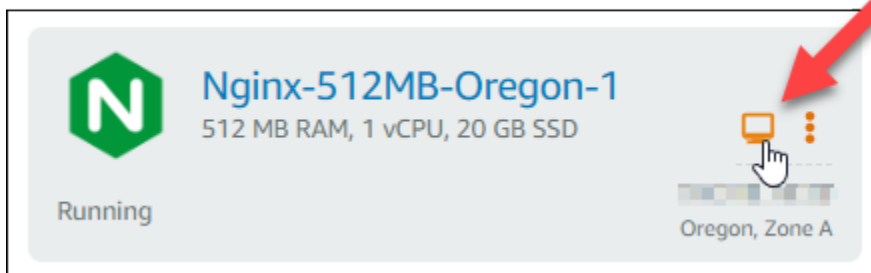 N
Nginx-512MB-Oregon-1
512 MB RAM, 1 vCPU, 20 GB SSD
Running
Oregon, Zone A